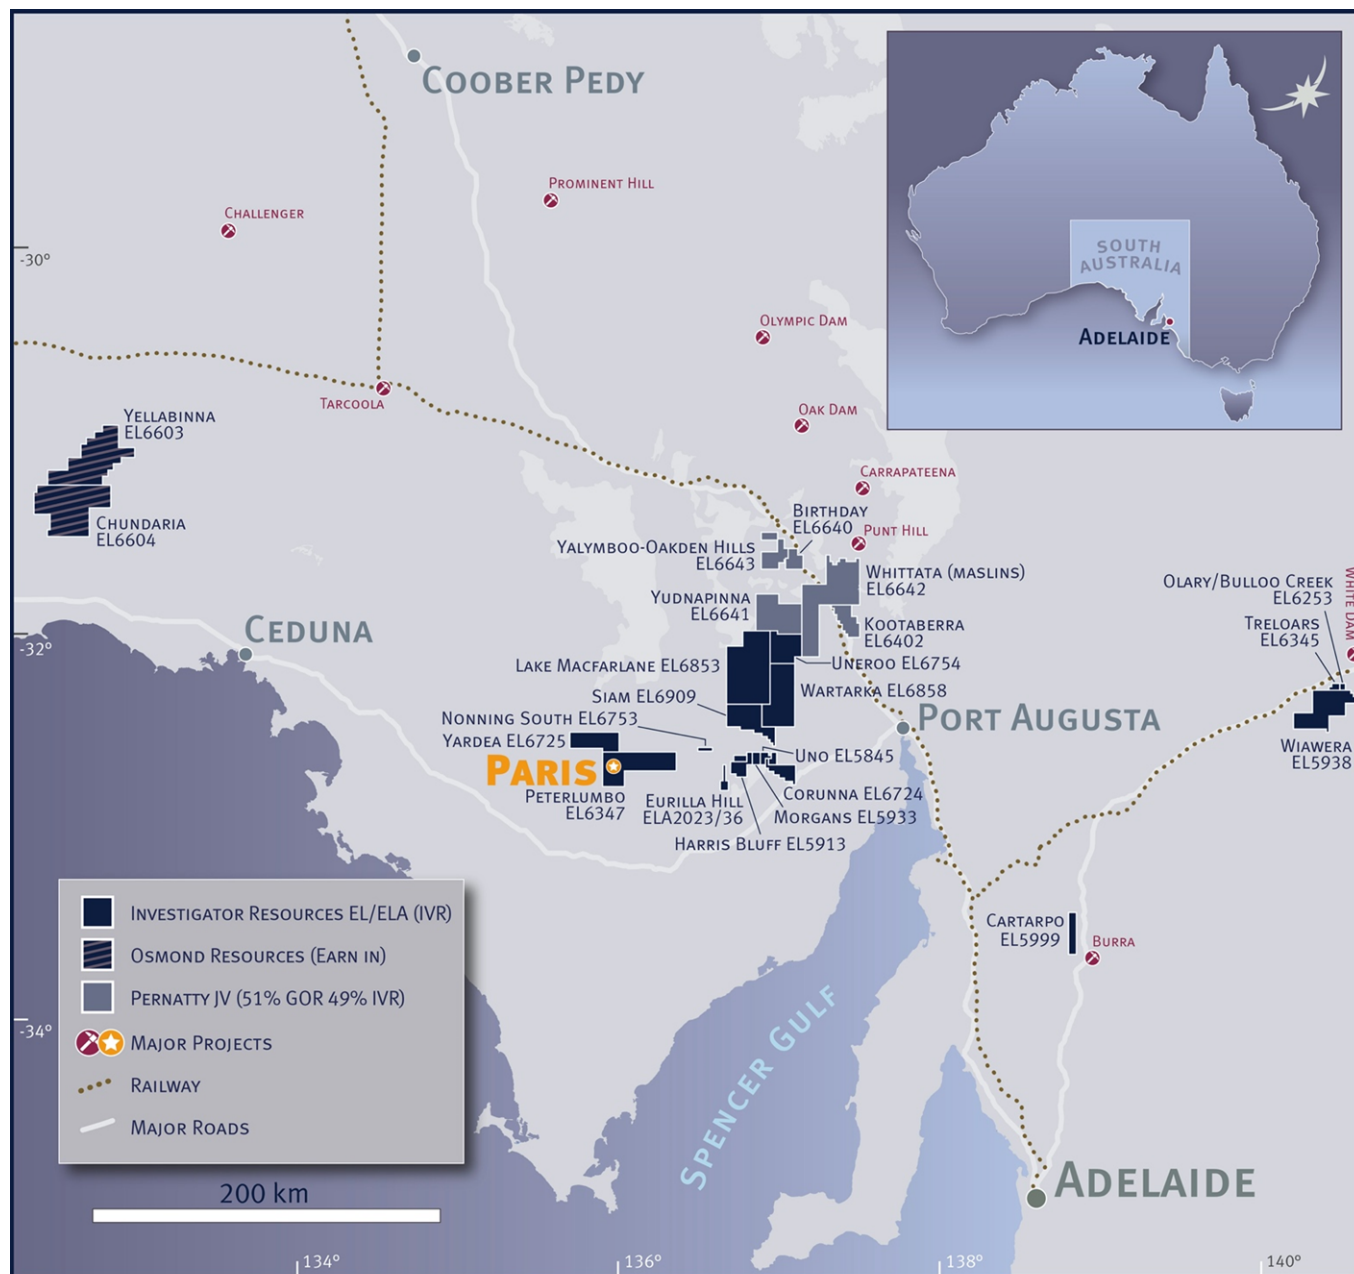 Coober Pedy
Prominent Hill
Challenger
-30°
South
Australia
Adelaide
Olympic Dam
Tarcoola
Oak Dam
Yellabinna
EL6603
Chundaria
EL6604
Carrapateena
Birthday
EL6640
Punt Hill
Yalymboo-Oakden Hills
EL6643
Whittata (Maslins)
EL6642
Yudnapinna
EL6641
Kootaberra
EL6402
Olary/Bulloo Creek
EL6253
Treloars
EL6345
White Dam
-32°
Ceduna
Lake Macfarlane EL6853
Uneroo EL6754
Siam EL6909
Wartarka EL6858
Nonning South EL6753
Yardea EL6725
Port Augusta
Uno EL5845
Wiawera
EL5938
Paris
Peterlumbo
EL6347
Eurilla Hill
ELA2023/36
Corunna EL6724
Morgans EL5933
Harris Bluff EL5913
Investigator Resources EL/ELA (IVR)
Osmond Resources (Earn in)
Pernatty JV (51% GOR 49% IVR)
Major Projects
Railway
Major Roads
Cartarpo
EL5999
Burra
-34°
Spencer Gulf
Adelaide
200 km
134°
136°
138°
140°